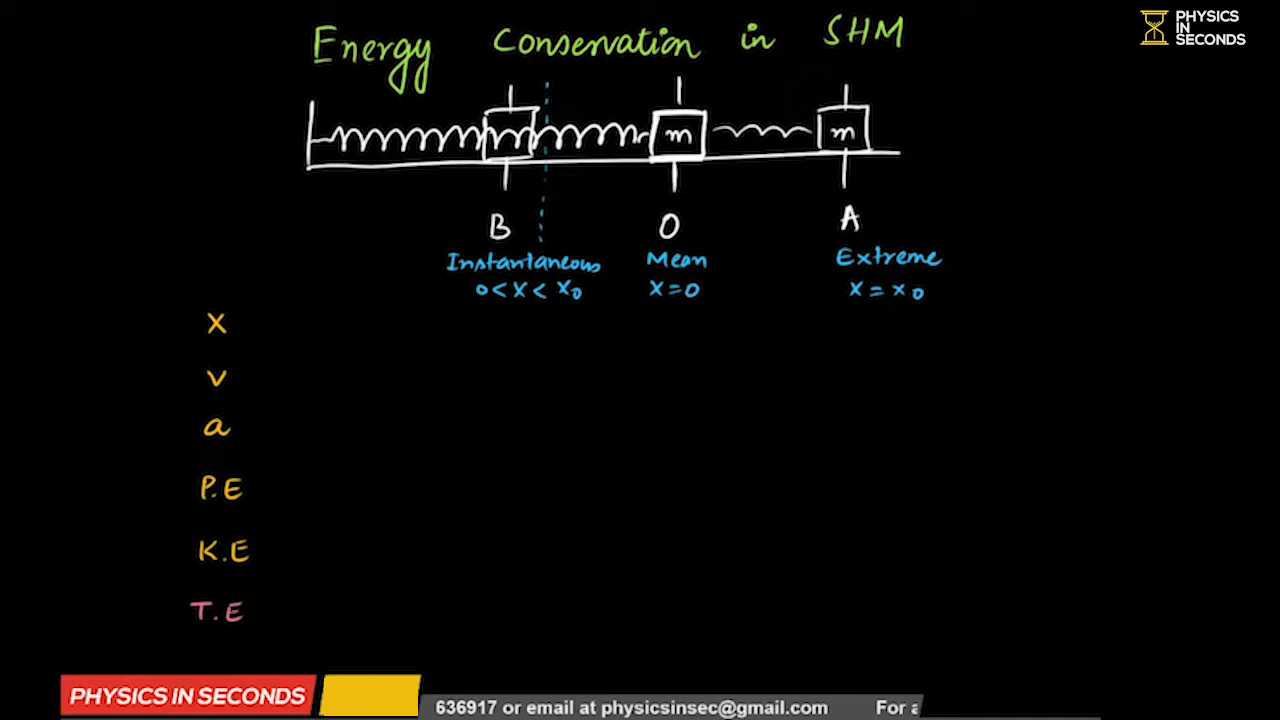 Energy Conservation in SHM
PHYSICS
IN
SECONDS
m
m
B
O
A
Instantaneous
Mean
Extreme
0 < x < x₀
x = 0
x = x₀
X
v
a
P.E
K.E
T.E
PHYSICS IN SECONDS
636917 or email at physicsinsec@gmail.com
For a